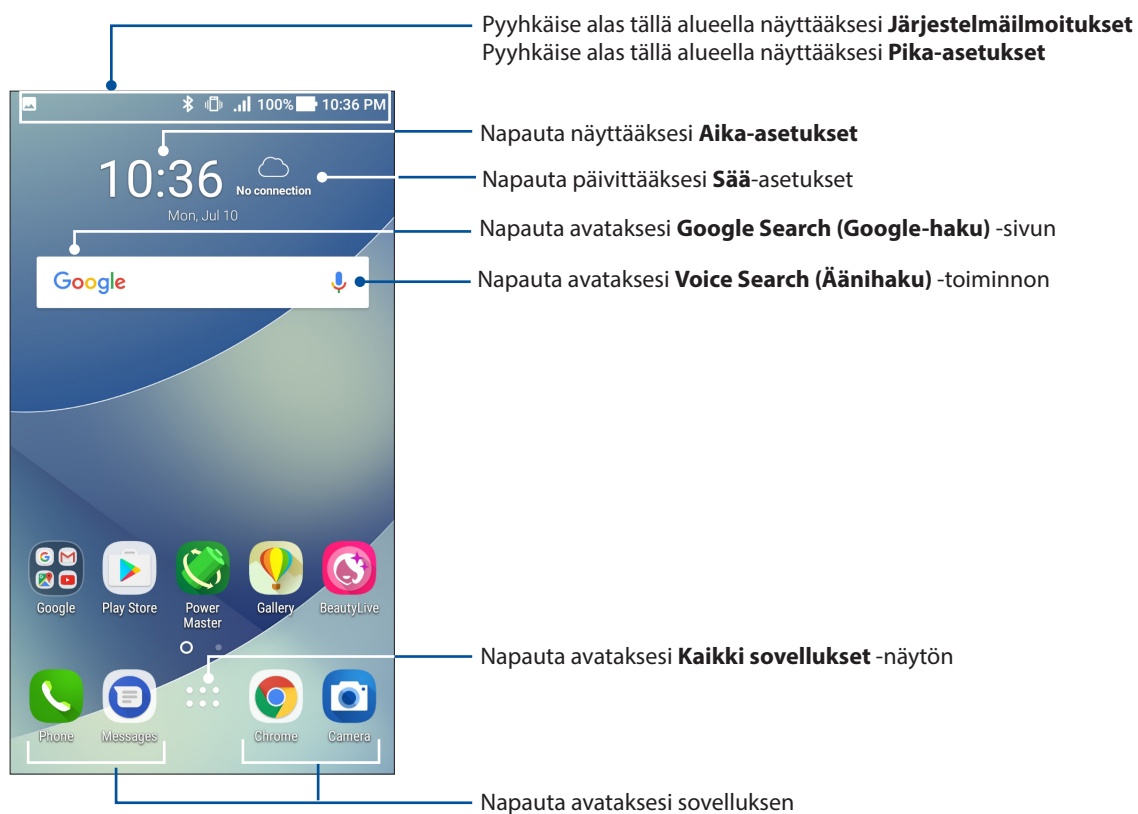 Pyyhkäise alas tällä alueella näyttääksesi Järjestelmäilmoitukset
Pyyhkäise alas tällä alueella näyttääksesi Pika-asetukset
100% 10:36 PM
Napauta näyttääksesi Aika-asetukset
10:36
No connection
Napauta päivittääksesi Sää-asetukset
Mon, Jul 10
Napauta avataksesi Google Search (Google-haku) -sivun
Google
Napauta avataksesi Voice Search (Äänihaku) -toiminnon
Google Play Store Power Master Gallery BeautyLive
Napauta avataksesi Kaikki sovellukset -näytön
Phone Messages Chrome Camera
Napauta avataksesi sovelluksen